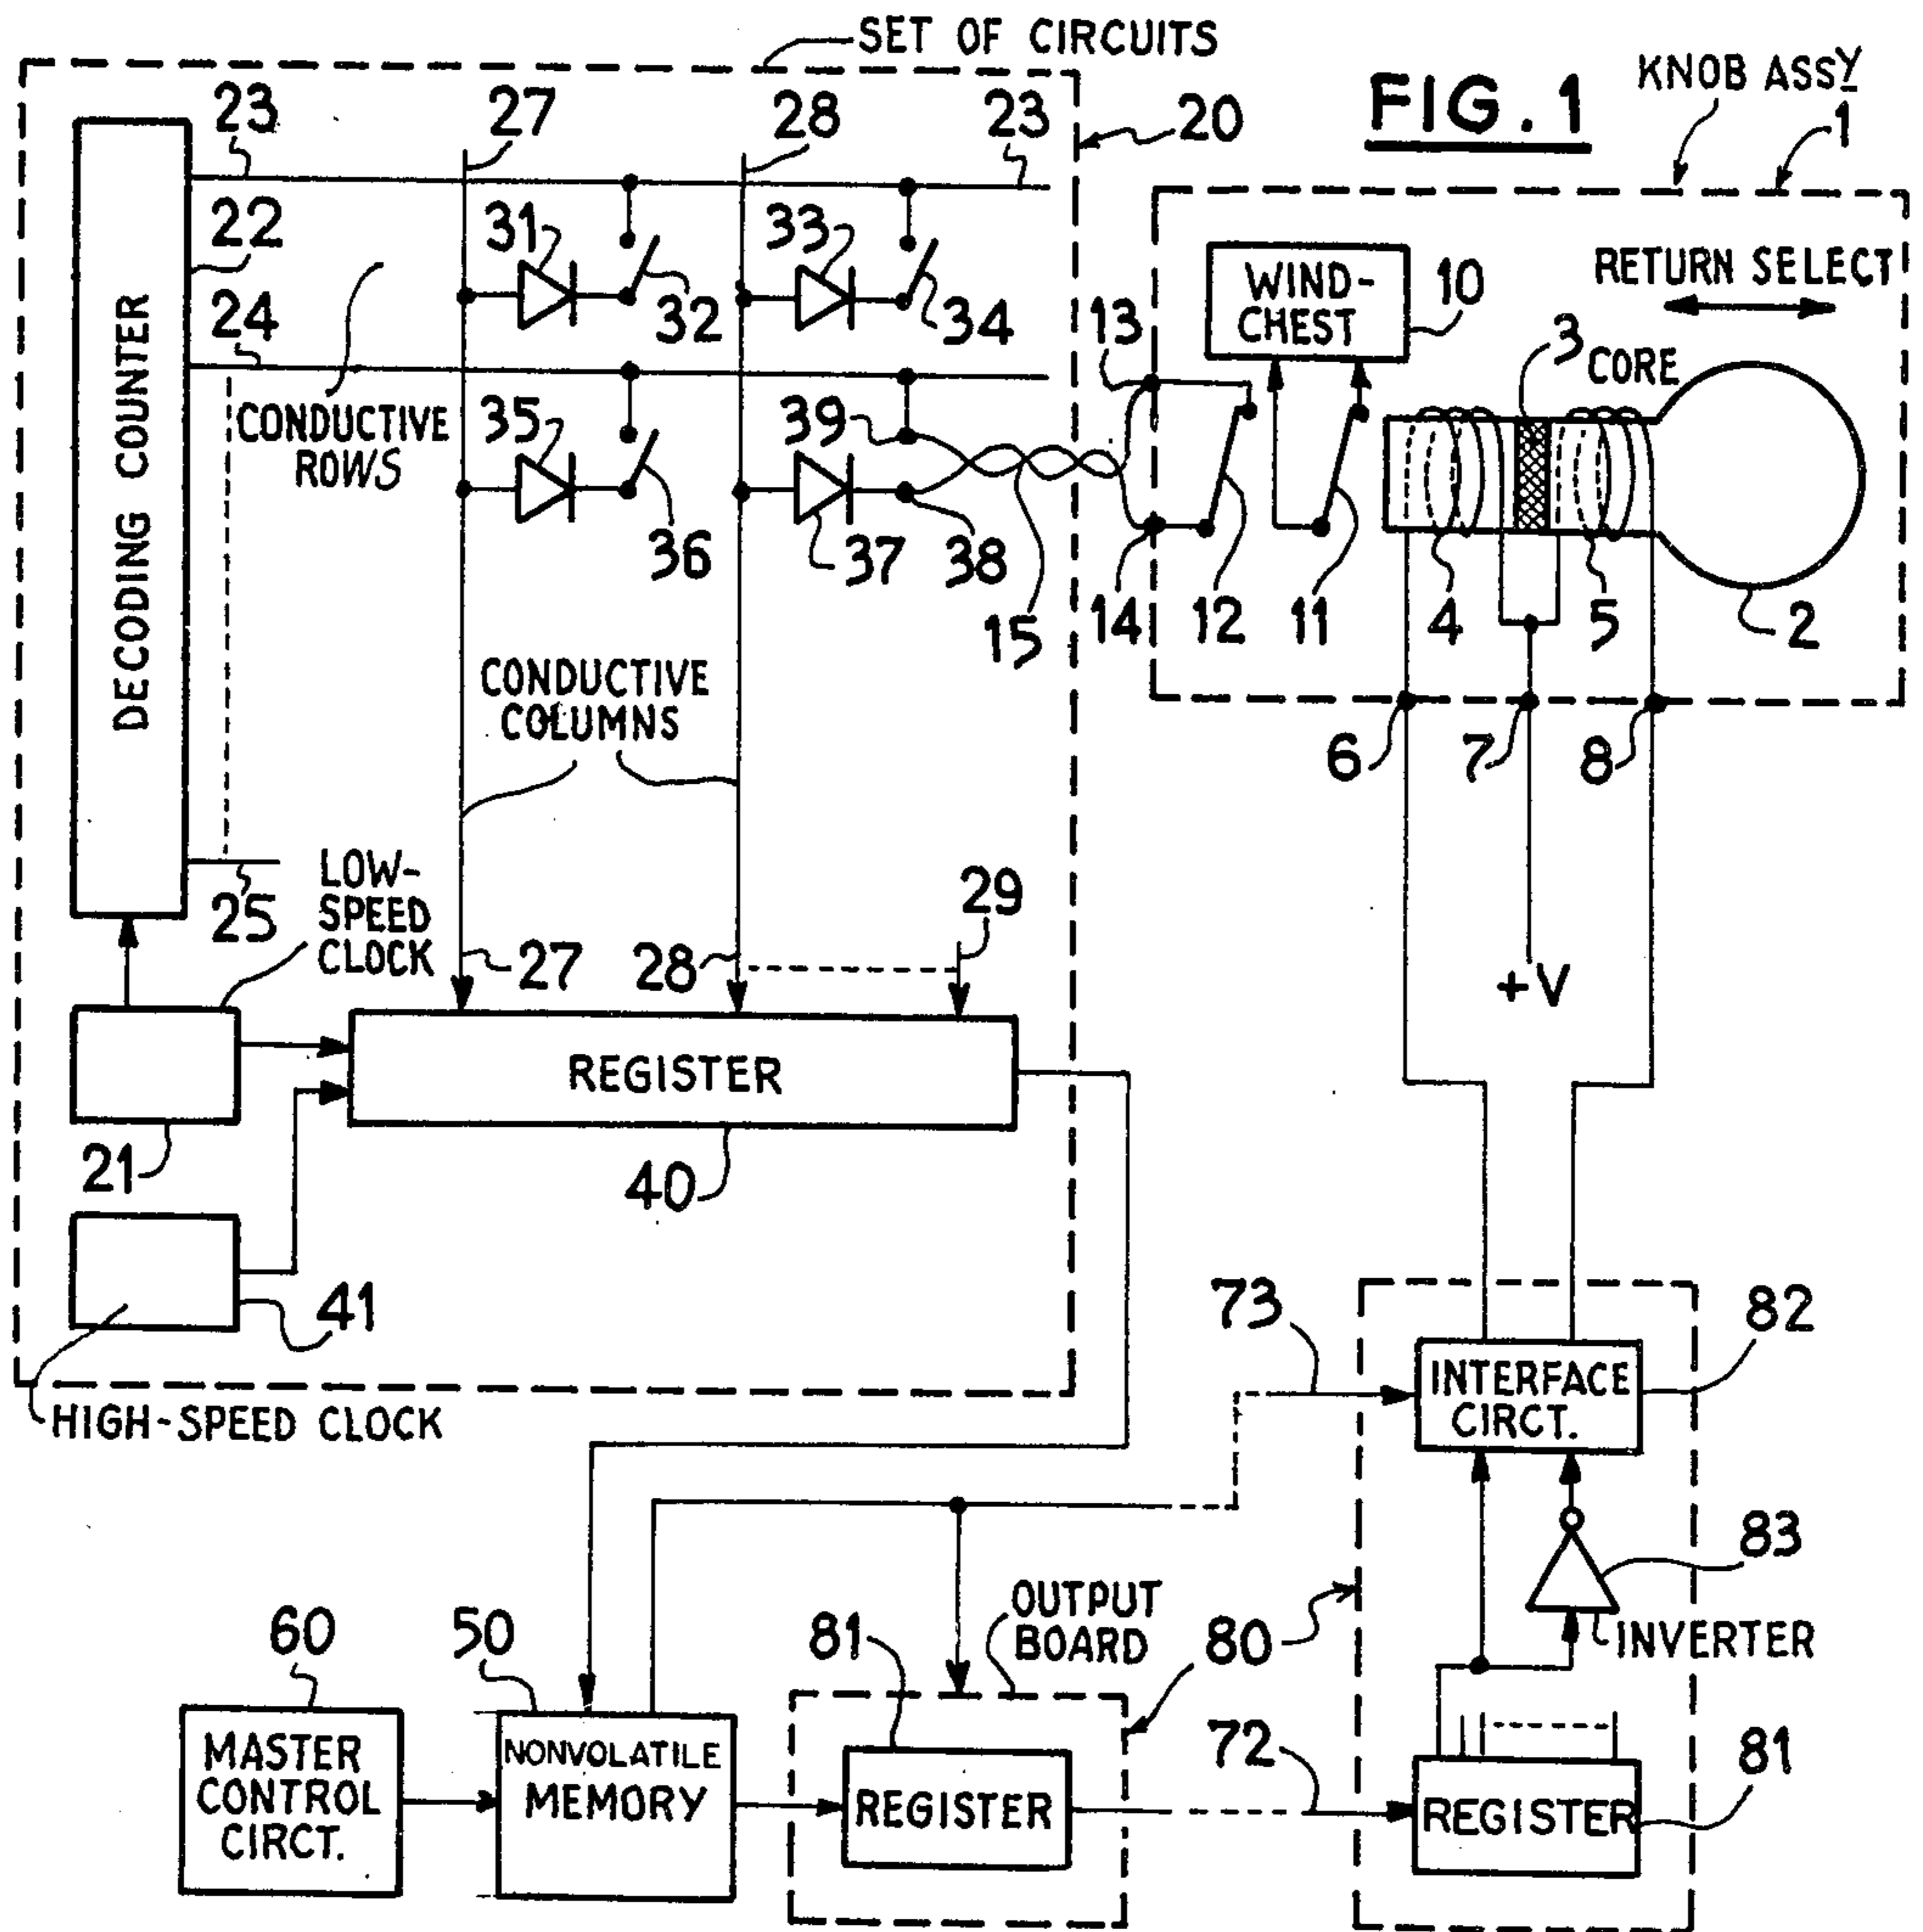 SET OF CIRCUITS
KNOB ASSY
FIG. 1
1
23
27
28
23
20
22
31
33
WIND-
CHEST
10
RETURN SELECT
32
34
13
3
CORE
24
CONDUCTIVE
ROWS
35
39
DECODING COUNTER
36
37
38
15
14
12
11
4
5
2
CONDUCTIVE
COLUMNS
6
7
8
LOW-
SPEED
CLOCK
25
29
27
28
+V
REGISTER
21
40
41
73
82
INTERFACE
CIRCT.
HIGH-SPEED CLOCK
83
OUTPUT
BOARD
INVERTER
60
50
81
80
72
81
MASTER
CONTROL
CIRCT.
NONVOLATILE
MEMORY
REGISTER
REGISTER